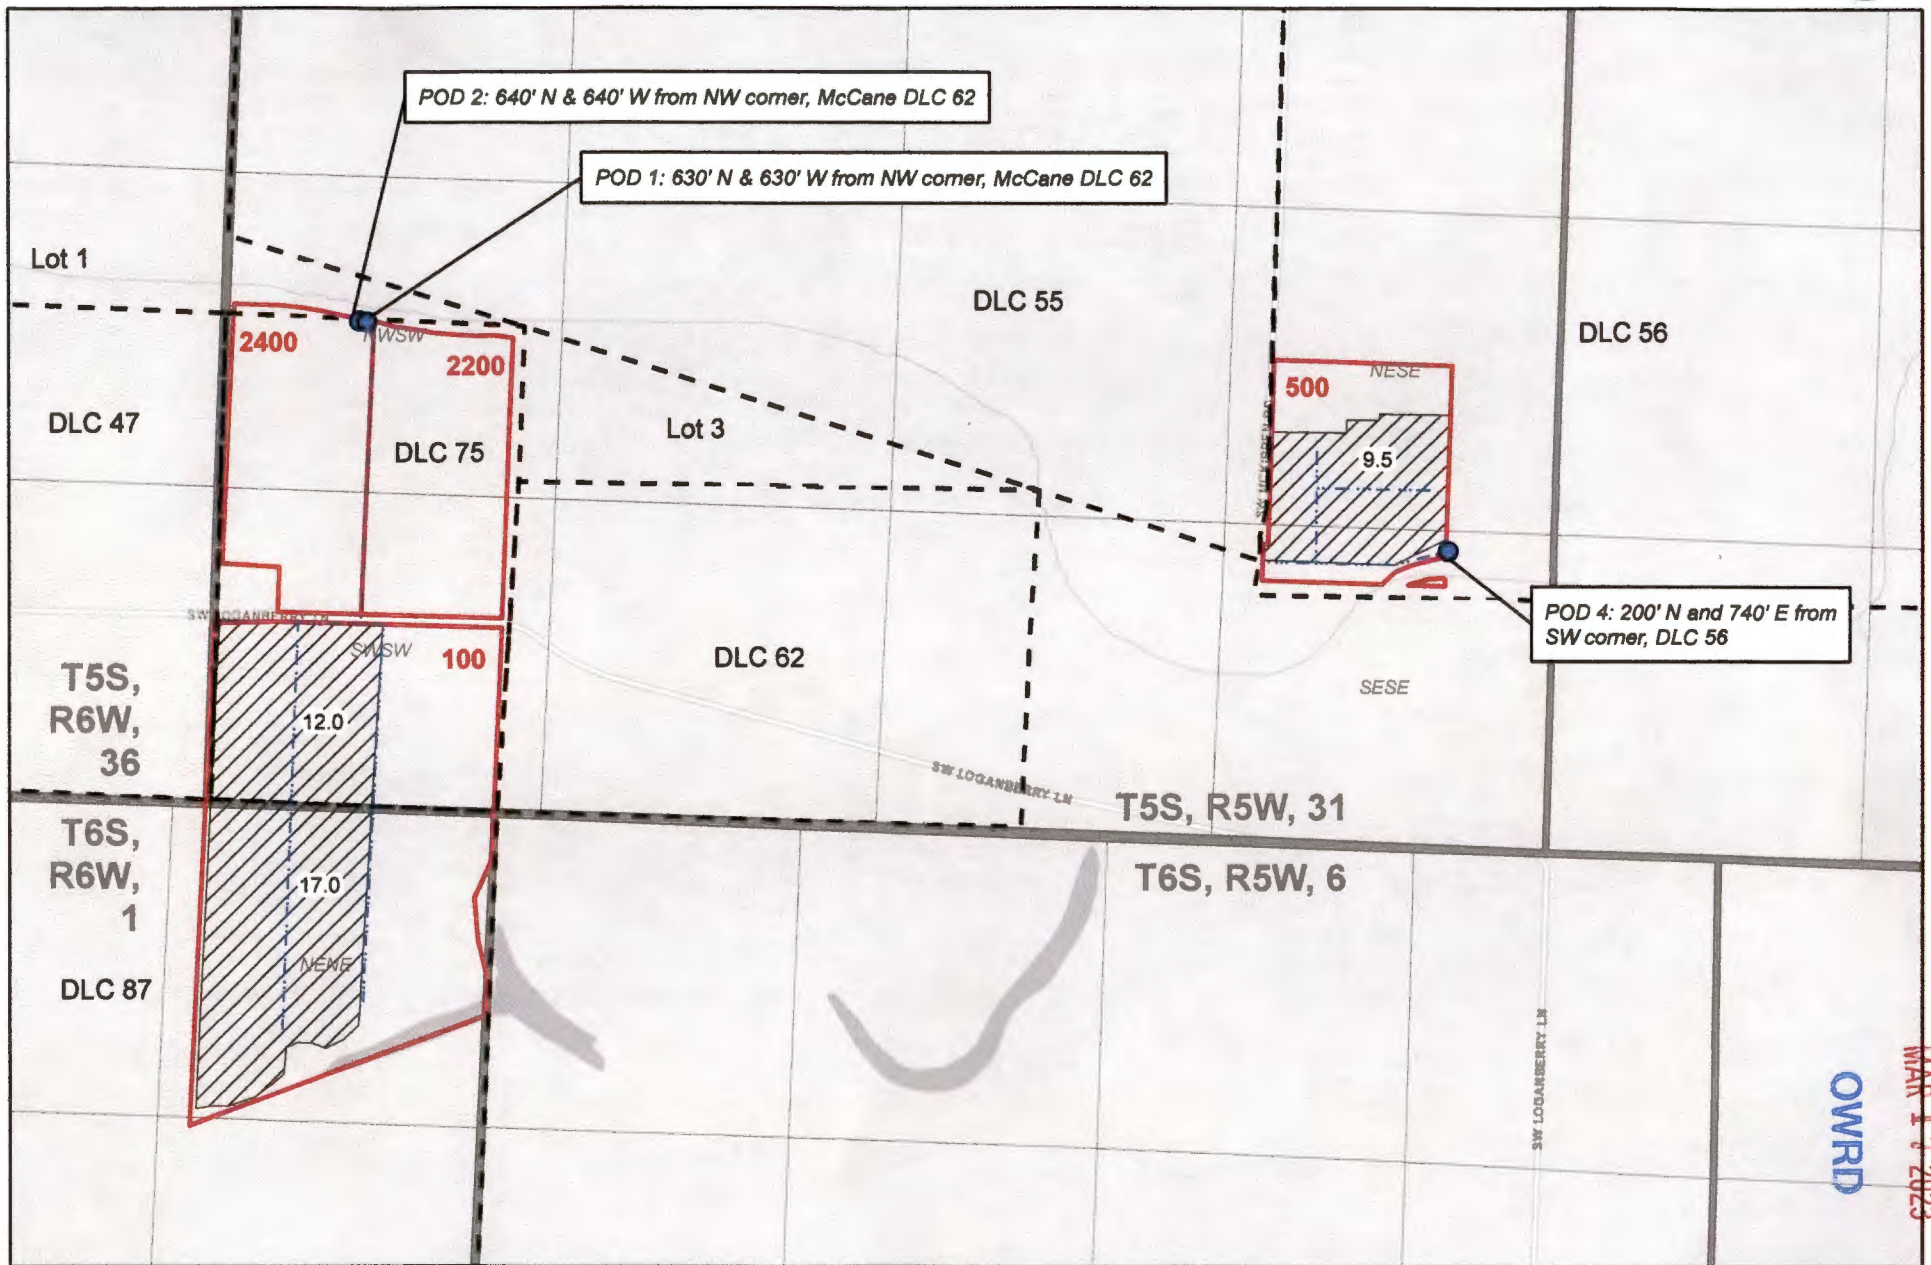 POD 2: 640' N & 640' W from NW corner, McCane DLC 62
POD 1: 630' N & 630' W from NW corner, McCane DLC 62
Lot 1
DLC 55
DLC 56
2400
NWSW
2200
500
NESE
DLC 47
DLC 75
Lot 3
9.5
SW MCKIBBEN RD
POD 4: 200' N and 740' E from
SW corner, DLC 56
SW LOGANBERRY LN
SWSW
100
DLC 62
SESE
T5S,
R6W,
36
12.0
SW LOGANBERRY LN
T5S, R5W, 31
T6S,
R6W,
1
17.0
T6S, R5W, 6
NENE
DLC 87
SW LOGANBERRY LN
OWRD